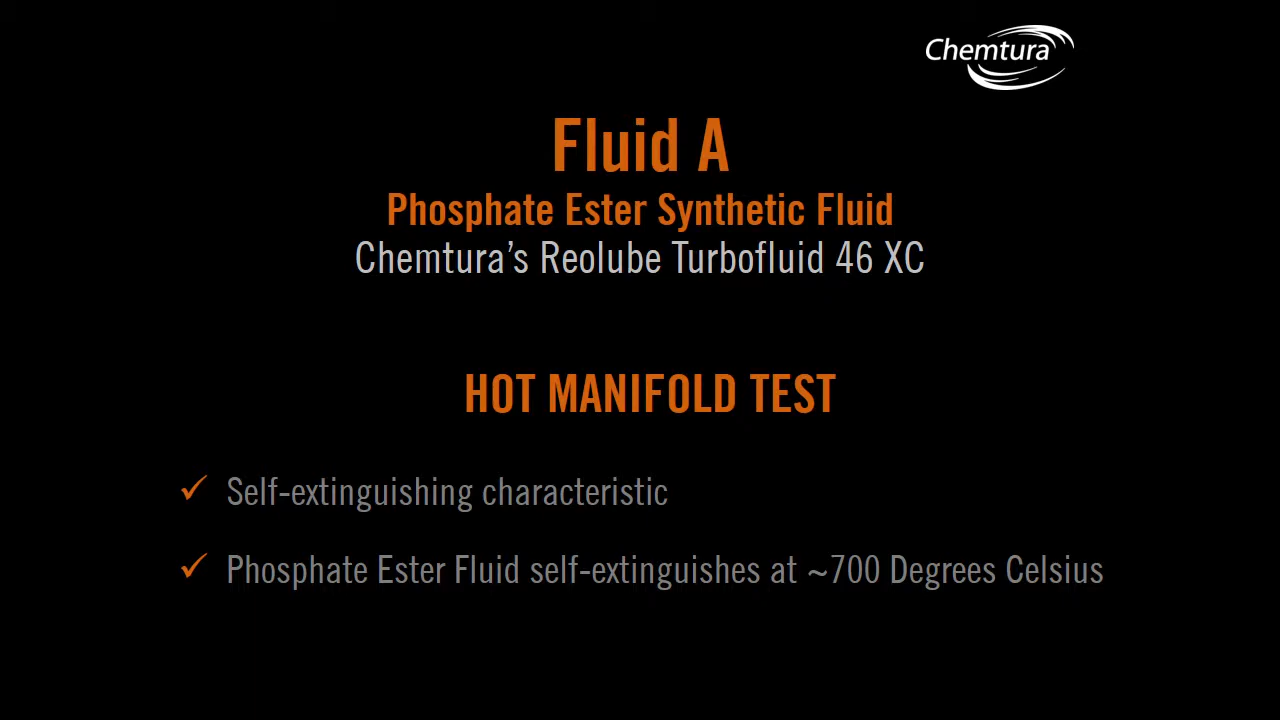 Chemtura
Fluid A
Phosphate Ester Synthetic Fluid
Chemtura’s Reolube Turbofluid 46 XC
HOT MANIFOLD TEST
✓ Self-extinguishing characteristic
✓ Phosphate Ester Fluid self-extinguishes at ~700 Degrees Celsius